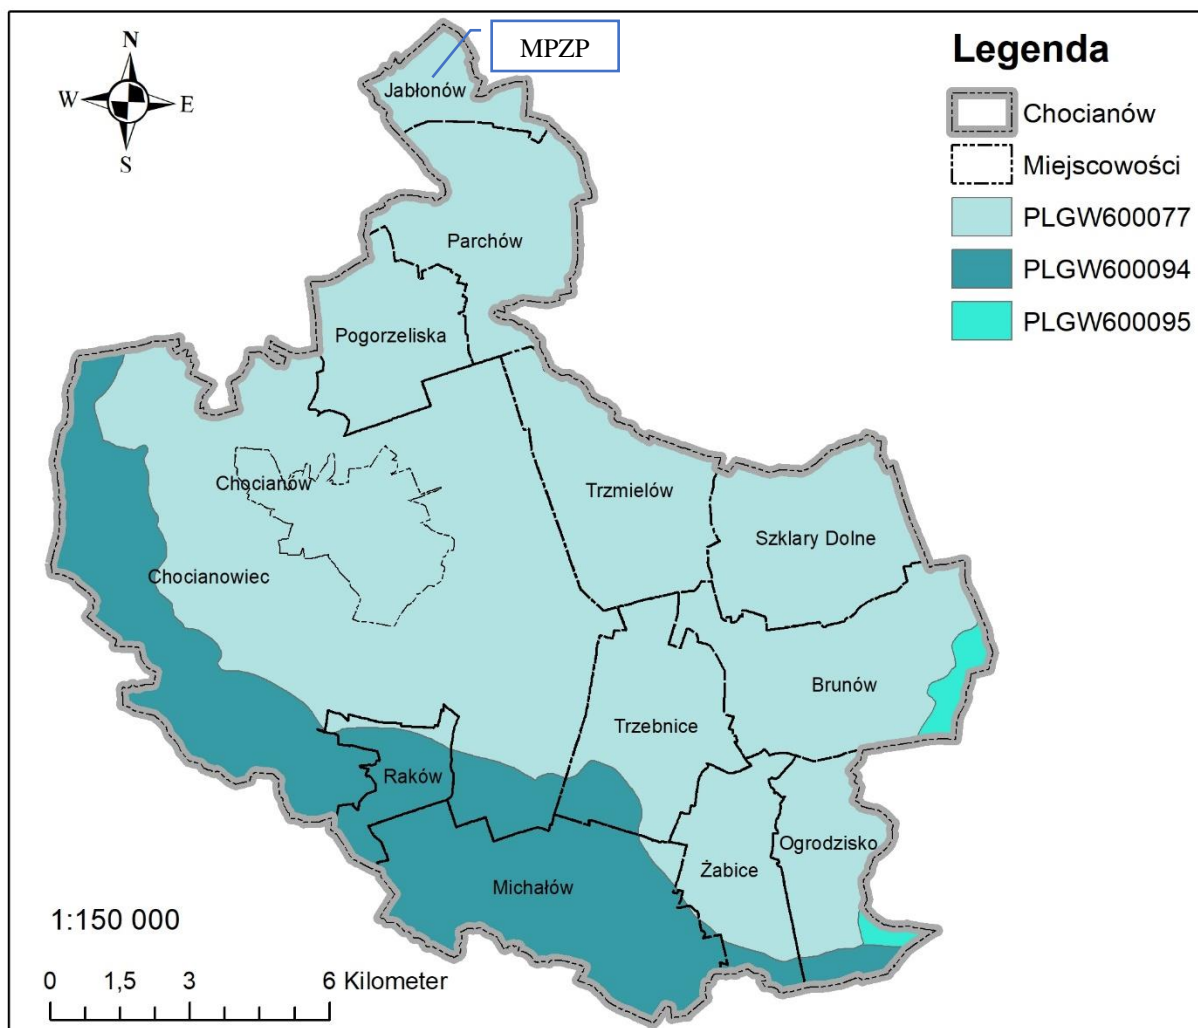 MPZP
N
W
E
S
Jabłonów
Parchów
Pogorzeliska
Chocianów
Trzmielów
Szklary Dolne
Chocianowiec
Brunów
Trzebnice
Raków
Ogrodzisko
Żabice
Michałów
Legenda
Chocianów
Miejscowości
PLGW600077
PLGW600094
PLGW600095
1:150 000
0 1,5 3 6 Kilometer